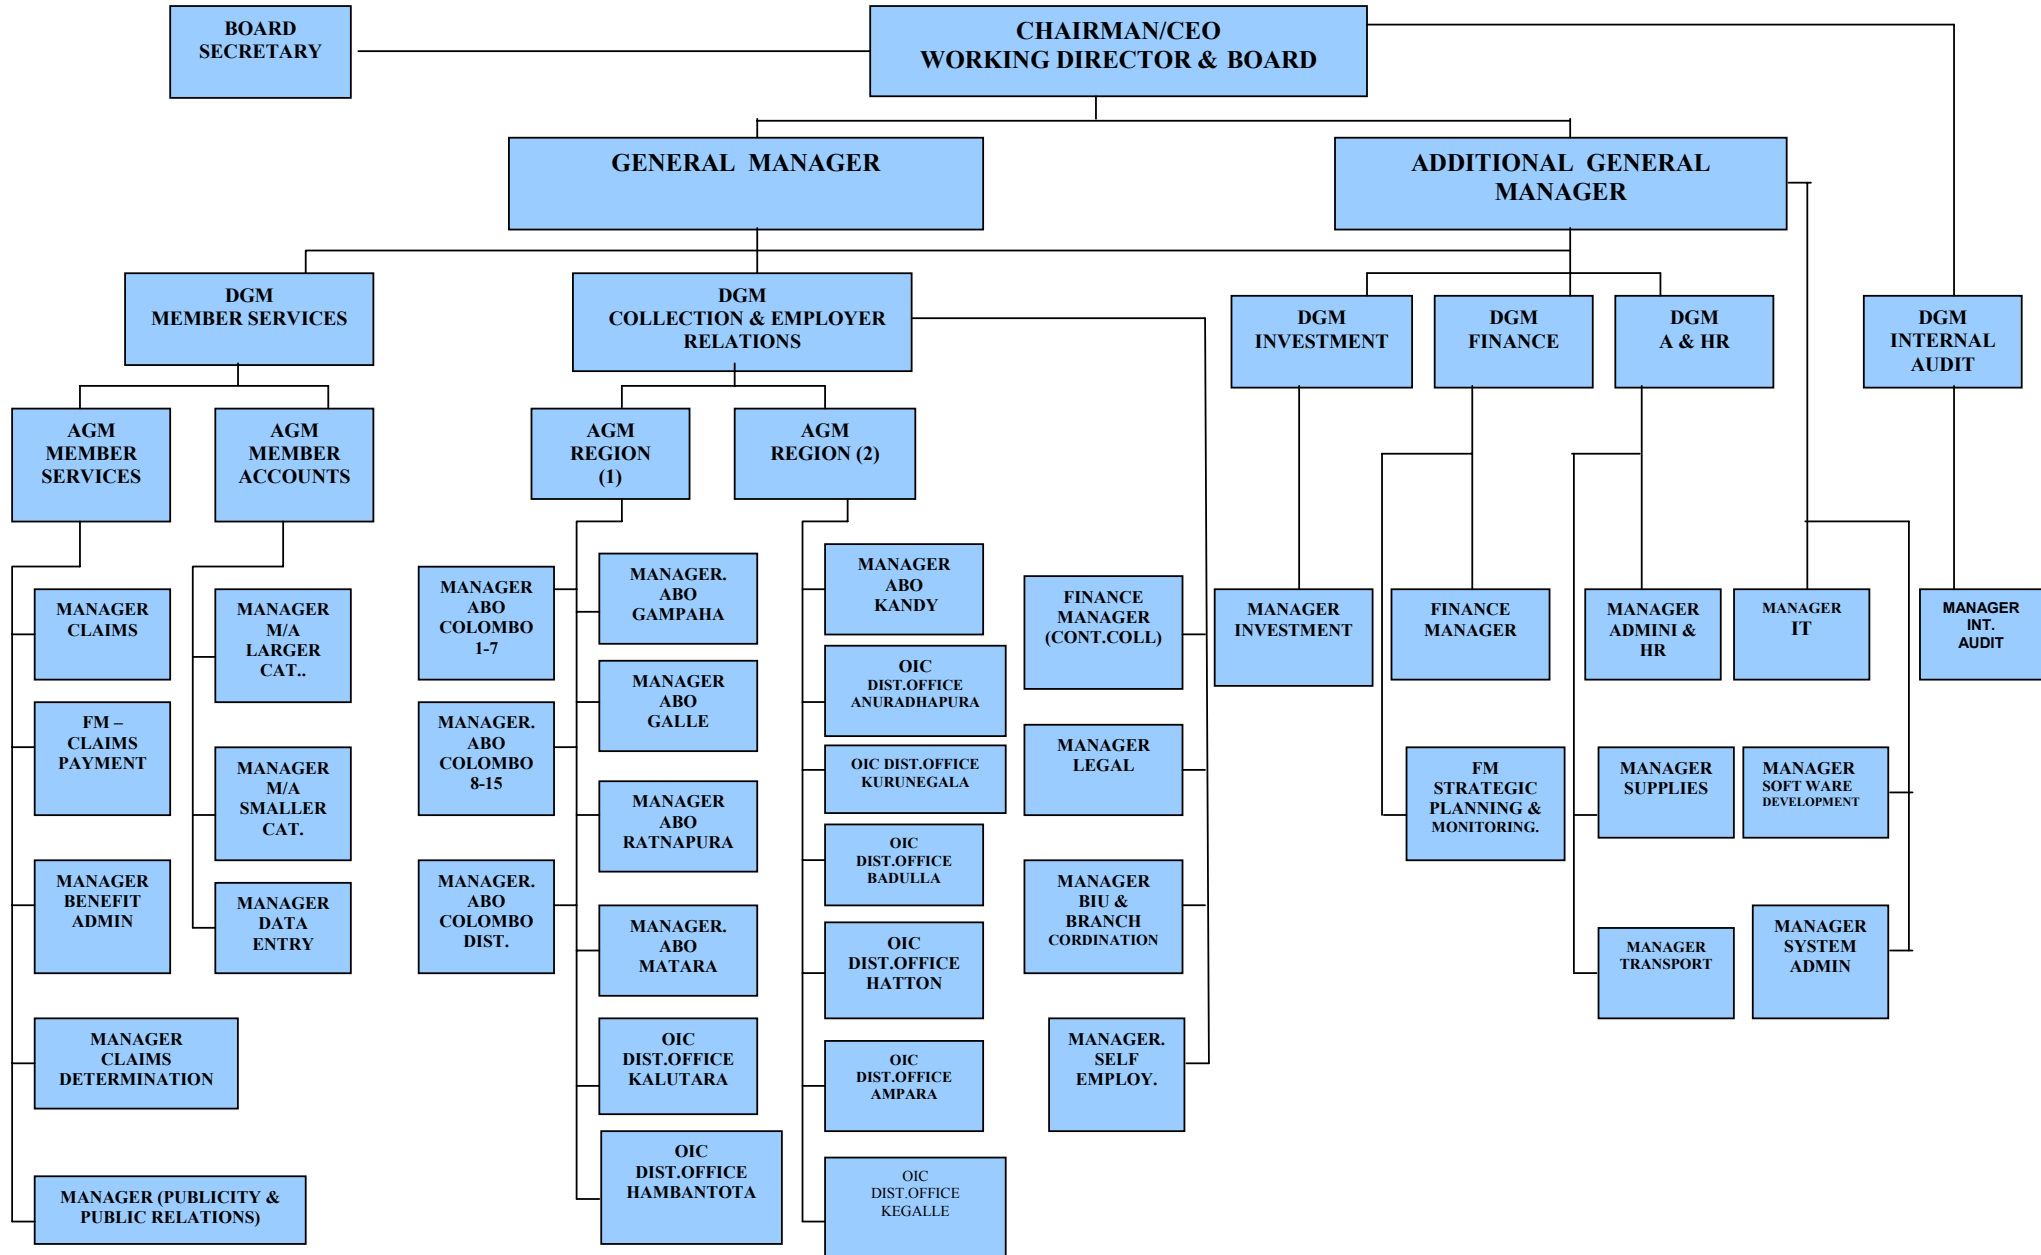 BOARD
SECRETARY
CHAIRMAN/CEO
WORKING DIRECTOR & BOARD
GENERAL MANAGER
ADDITIONAL GENERAL
MANAGER
DGM
MEMBER SERVICES
DGM
COLLECTION & EMPLOYER
RELATIONS
DGM
INVESTMENT
DGM
FINANCE
DGM
A & HR
DGM
INTERNAL
AUDIT
AGM
MEMBER
SERVICES
AGM
MEMBER
ACCOUNTS
AGM
REGION
(1)
AGM
REGION (2)
MANAGER
CLAIMS
FM –
CLAIMS
PAYMENT
MANAGER
BENEFIT
ADMIN
MANAGER
CLAIMS
DETERMINATION
MANAGER (PUBLICITY &
PUBLIC RELATIONS)
MANAGER
M/A
LARGER
CAT..
MANAGER
M/A
SMALLER
CAT.
MANAGER
DATA
ENTRY
MANAGER
ABO
COLOMBO
1-7
MANAGER.
ABO
COLOMBO
8-15
MANAGER.
ABO
COLOMBO
DIST.
MANAGER.
ABO
GAMPAHA
MANAGER
ABO
GALLE
MANAGER
ABO
RATNAPURA
MANAGER.
ABO
MATARA
OIC
DIST.OFFICE
KALUTARA
OIC
DIST.OFFICE
HAMBANTOTA
MANAGER
ABO
KANDY
OIC
DIST.OFFICE
ANURADHAPURA
OIC DIST.OFFICE
KURUNEGALA
OIC
DIST.OFFICE
BADULLA
OIC
DIST.OFFICE
HATTON
OIC
DIST.OFFICE
AMPARA
OIC
DIST.OFFICE
KEGALLE
FINANCE
MANAGER
(CONT.COLL)
MANAGER
LEGAL
MANAGER
BIU &
BRANCH
CORDINATION
MANAGER.
SELF
EMPLOY.
MANAGER
INVESTMENT
FINANCE
MANAGER
FM
STRATEGIC
PLANNING &
MONITORING.
MANAGER
ADMINI &
HR
MANAGER
SUPPLIES
MANAGER
TRANSPORT
MANAGER
IT
MANAGER
SOFT WARE
DEVELOPMENT
MANAGER
SYSTEM
ADMIN
MANAGER
INT.
AUDIT